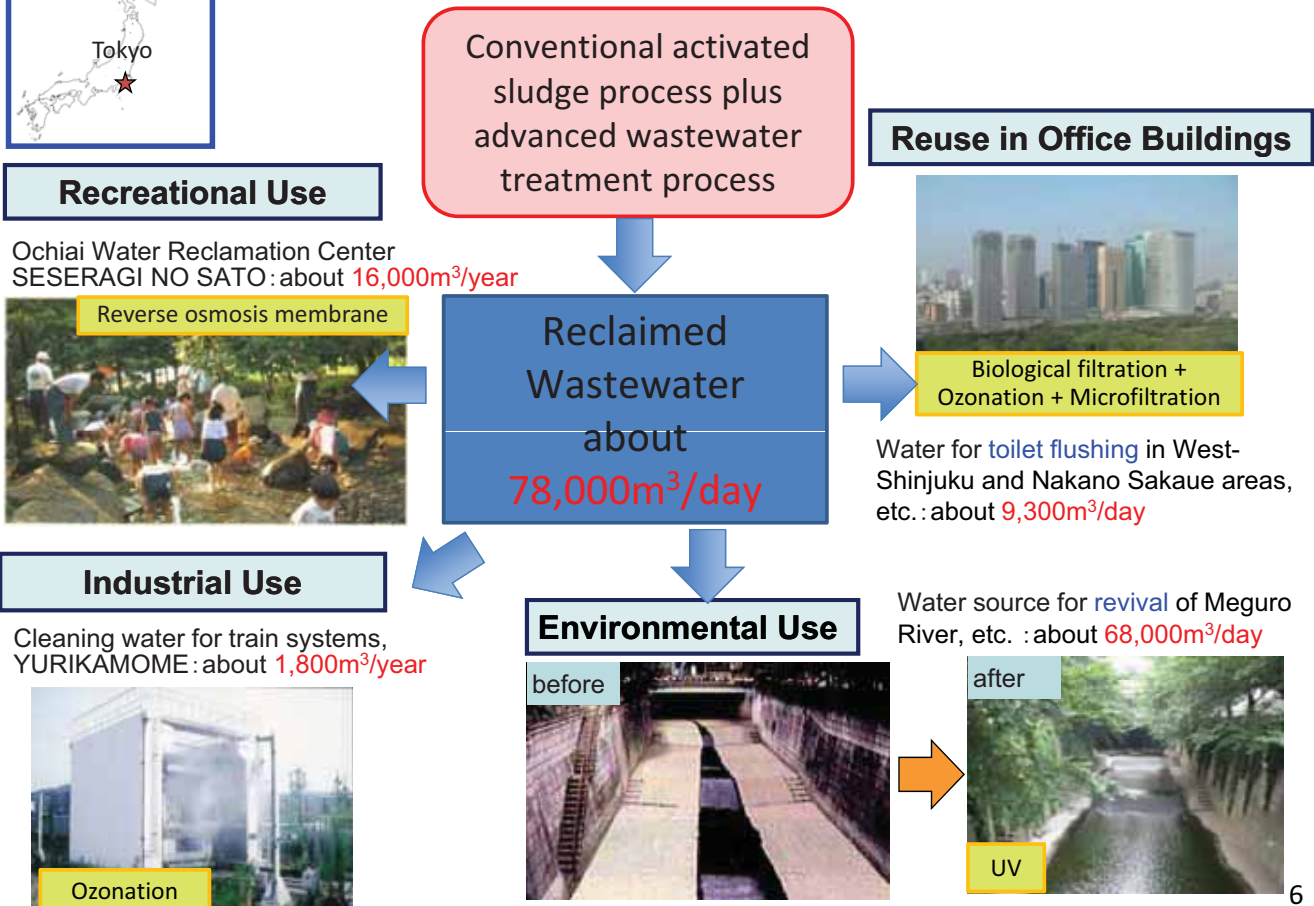 Tokyo
Conventional activated
sludge process plus
advanced wastewater
treatment process
Reuse in Office Buildings
Recreational Use
Ochiai Water Reclamation Center
SESERAGI NO SATO：about 16,000m³/year
Reverse osmosis membrane
Reclaimed
Wastewater
about
78,000m³/day
Biological filtration +
Ozonation + Microfiltration
Water for toilet flushing in West-
Shinjuku and Nakano Sakaue areas,
etc.：about 9,300m³/day
Industrial Use
Cleaning water for train systems,
YURIKAMOME：about 1,800m³/year
Ozonation
Environmental Use
Water source for revival of Meguro
River, etc. ：about 68,000m³/day
before
after
UV
6